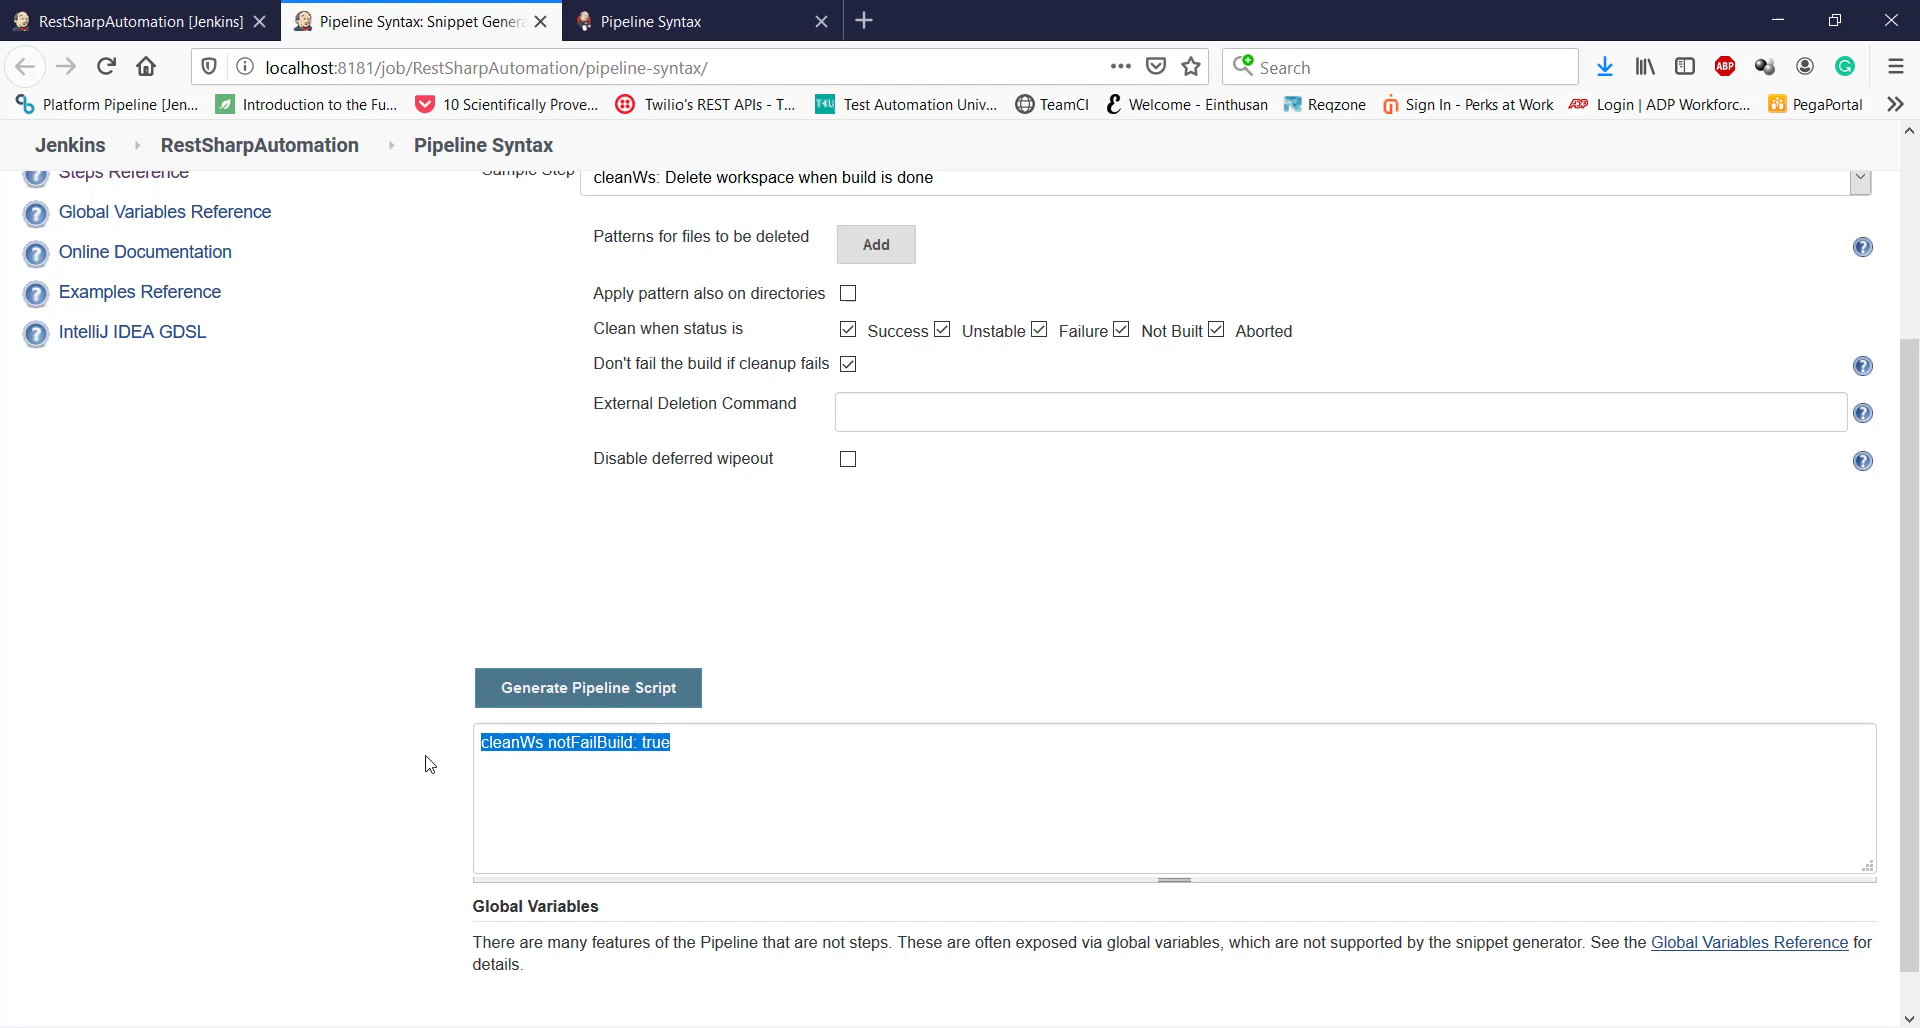 RestSharpAutomation [Jenkins]
Pipeline Syntax: Snippet Genera
Pipeline Syntax
localhost:8181/job/RestSharpAutomation/pipeline-syntax/
Search
ABP
Platform Pipeline [Jen...
Introduction to the Fu...
10 Scientifically Prove...
Twilio's REST APIs - T...
Test Automation Univ...
TeamCI
Welcome - Einthusan
Reqzone
Sign In - Perks at Work
Login | ADP Workforc...
PegaPortal
Jenkins
RestSharpAutomation
Pipeline Syntax
Steps Reference
Sample Step
cleanWs: Delete workspace when build is done
Global Variables Reference
Patterns for files to be deleted
Add
Online Documentation
Examples Reference
Apply pattern also on directories
IntelliJ IDEA GDSL
Clean when status is
Success
Unstable
Failure
Not Built
Aborted
Don't fail the build if cleanup fails
External Deletion Command
Disable deferred wipeout
Generate Pipeline Script
cleanWs notFailBuild: true
Global Variables
There are many features of the Pipeline that are not steps. These are often exposed via global variables, which are not supported by the snippet generator. See the Global Variables Reference for
details.